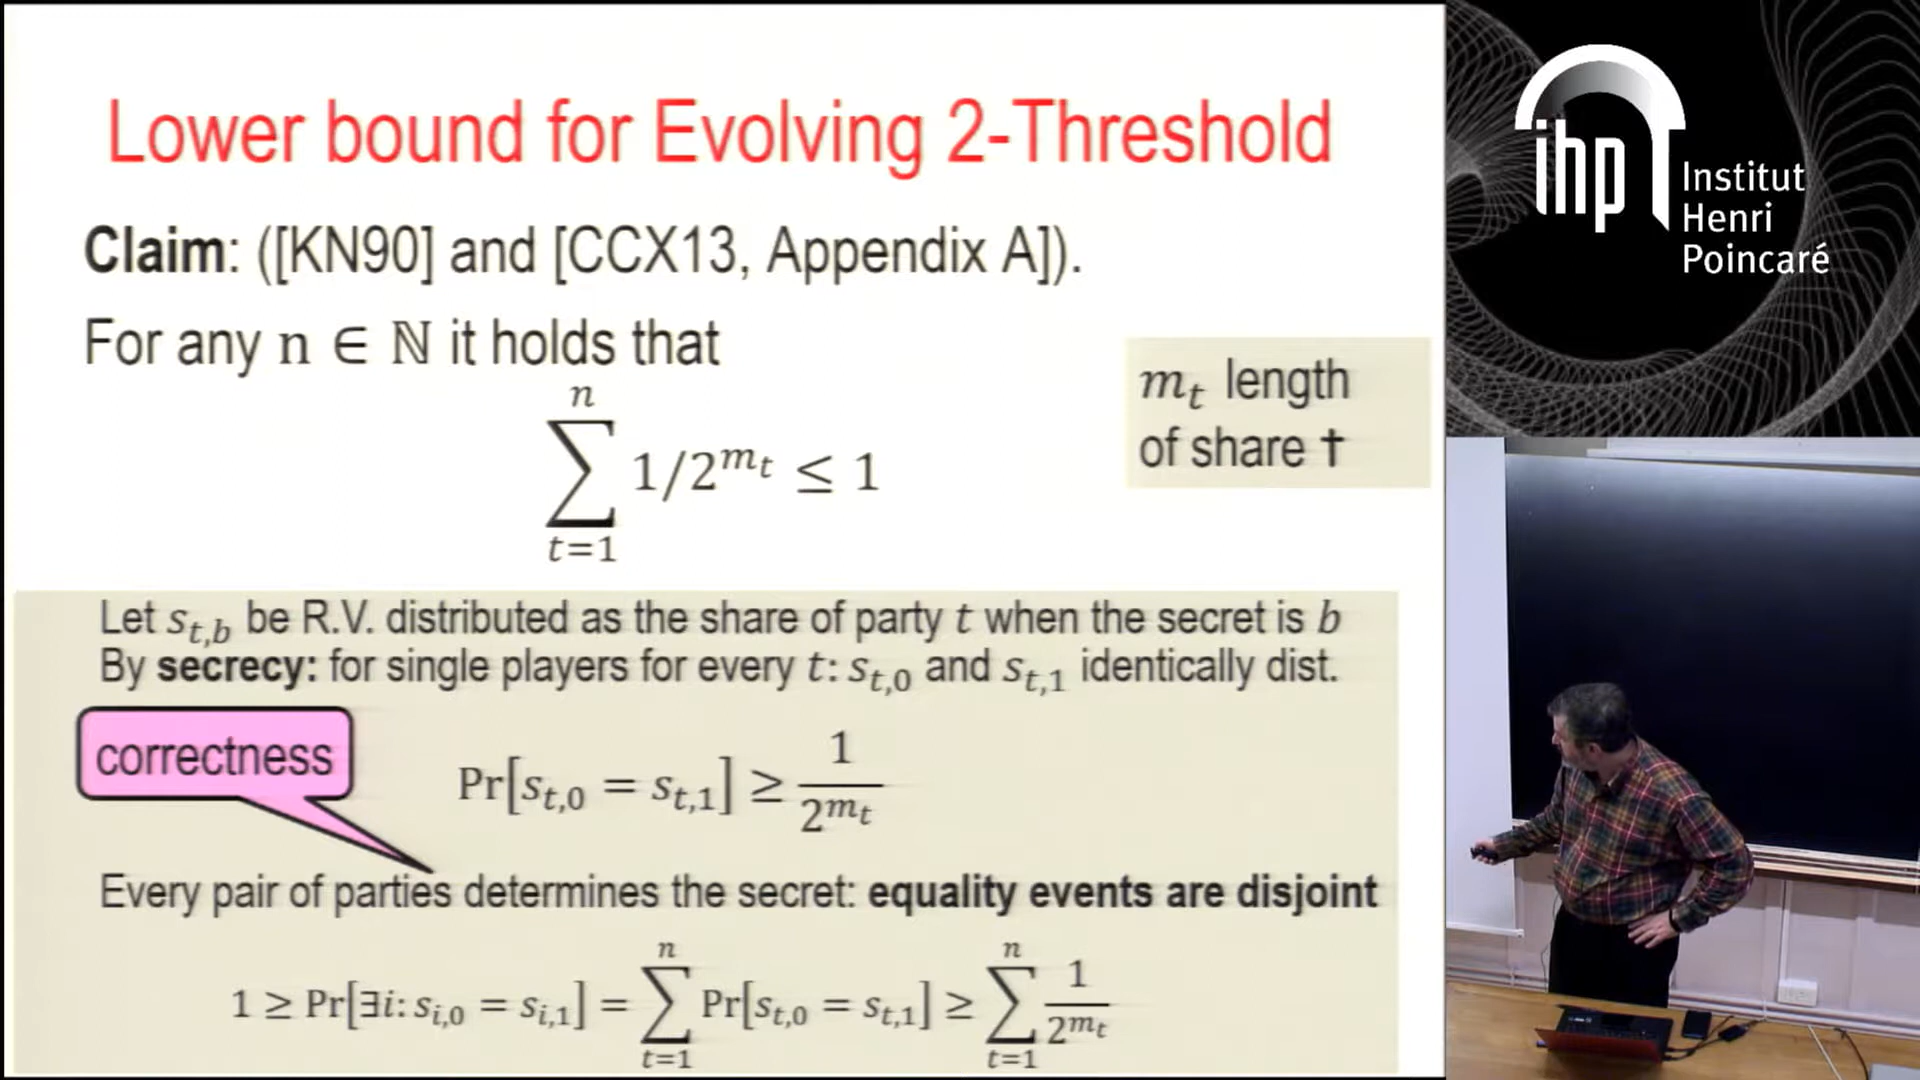 Lower bound for Evolving 2-Threshold
Claim: ([KN90] and [CCX13, Appendix A]).
For any n ∈ ℕ it holds that
∑_{t=1}^{n} 1/2^{m_t} ≤ 1
m_t length
of share t
Let s_{t,b} be R.V. distributed as the share of party t when the secret is b
By secrecy: for single players for every t: s_{t,0} and s_{t,1} identically dist.
correctness
Pr[s_{t,0} = s_{t,1}] ≥ 1/2^{m_t}
Every pair of parties determines the secret: equality events are disjoint
1 ≥ Pr[∃i: s_{i,0} = s_{i,1}] = ∑_{t=1}^{n} Pr[s_{t,0} = s_{t,1}] ≥ ∑_{t=1}^{n} 1/2^{m_t}
ihp
Institut
Henri
Poincaré